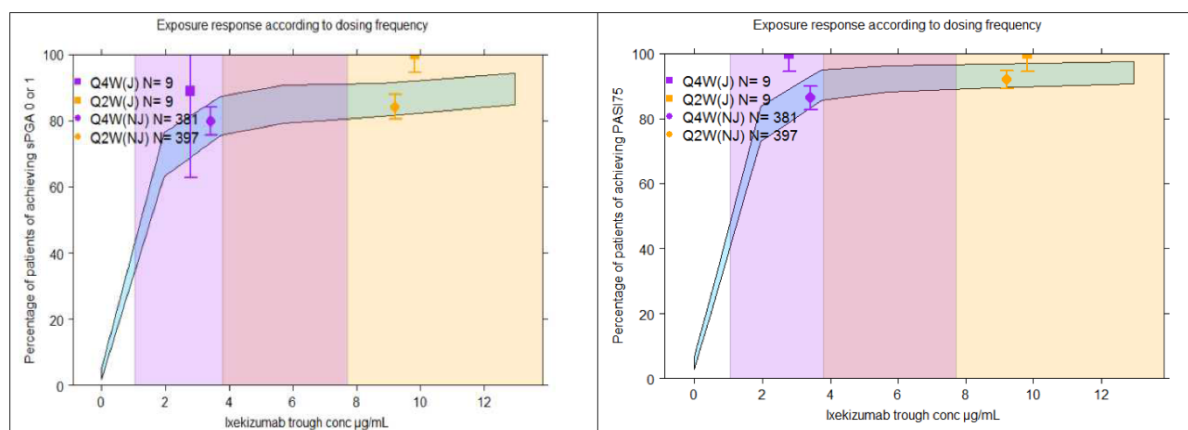 Exposure response according to dosing frequency
Percentage of patients of achieving sPGA 0 or 1
100
80
60
40
20
0
Q4W(J) N= 9
Q2W(J) N= 9
Q4W(NJ) N= 381
Q2W(NJ) N= 397
0 2 4 6 8 10 12
Ixekizumab trough conc µg/mL
Exposure response according to dosing frequency
Percentage of patients of achieving PASI75
100
80
60
40
20
0
Q4W(J) N= 9
Q2W(J) N= 9
Q4W(NJ) N= 381
Q2W(NJ) N= 397
0 2 4 6 8 10 12
Ixekizumab trough conc µg/mL